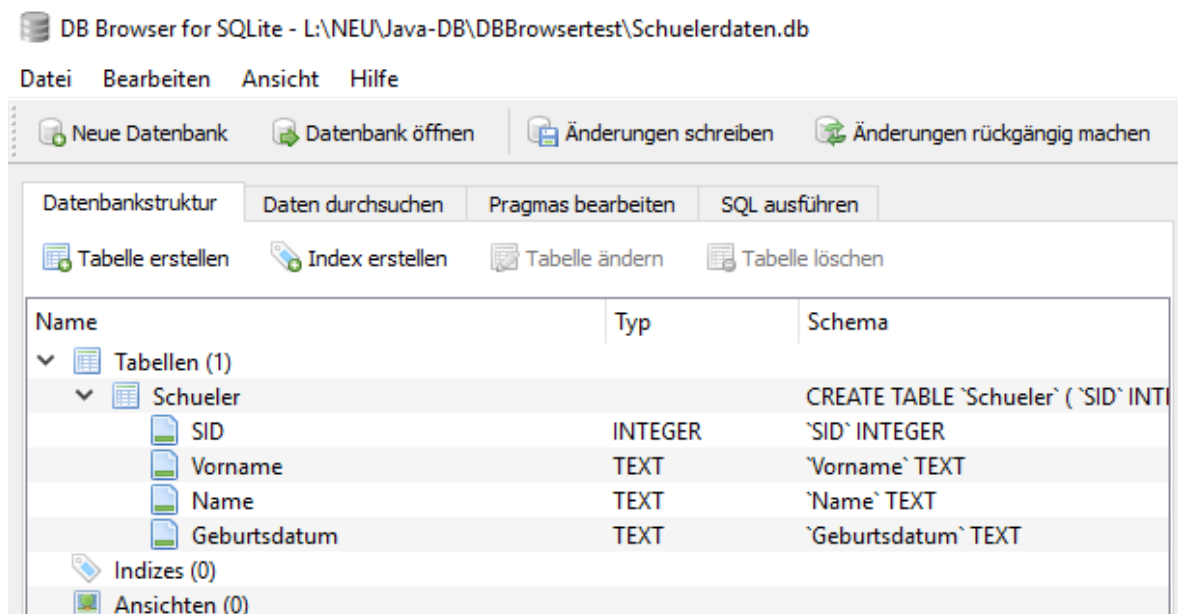 DB Browser for SQLite - L:\NEU\Java-DB\DBBrowsertest\Schuelerdaten.db
Datei Bearbeiten Ansicht Hilfe
Neue Datenbank Datenbank öffnen Änderungen schreiben Änderungen rückgängig machen
Datenbankstruktur Daten durchsuchen Pragmas bearbeiten SQL ausführen
Tabelle erstellen Index erstellen Tabelle ändern Tabelle löschen
Name Typ Schema
Tabellen (1)
Schueler CREATE TABLE `Schueler` ( `SID` INTE
SID INTEGER `SID` INTEGER
Vorname TEXT `Vorname` TEXT
Name TEXT `Name` TEXT
Geburtsdatum TEXT `Geburtsdatum` TEXT
Indizes (0)
Ansichten (0)